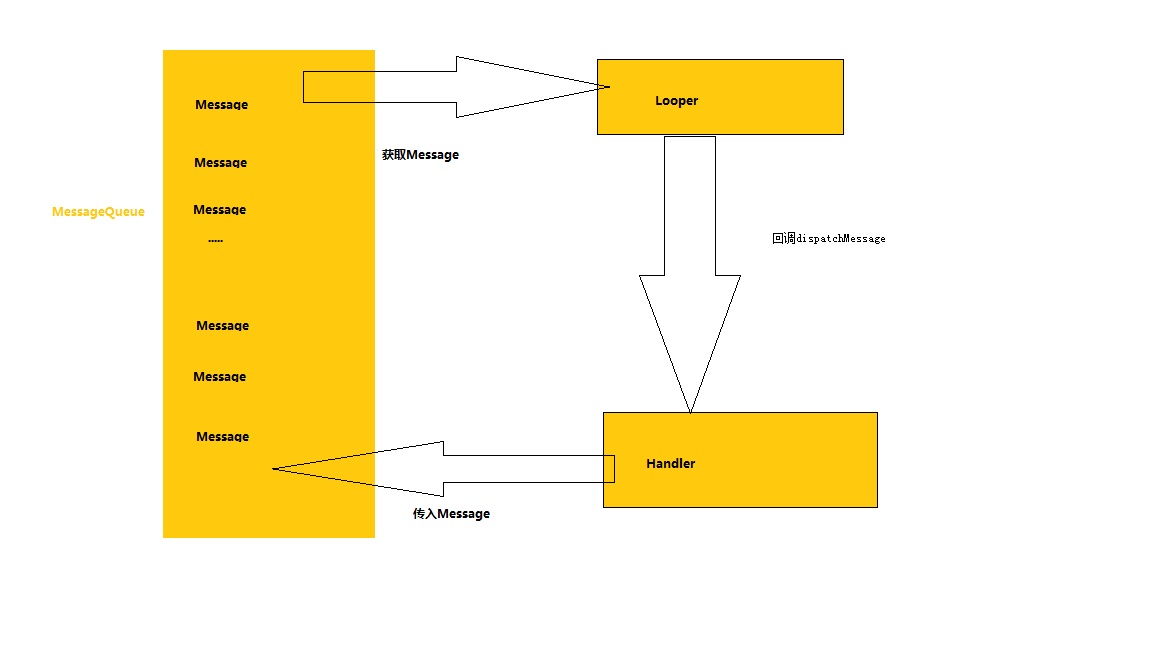 Message
Looper
获取Message
Message
MessageQueue
Message
.....
回调dispatchMessage
Message
Message
Message
Handler
传入Message